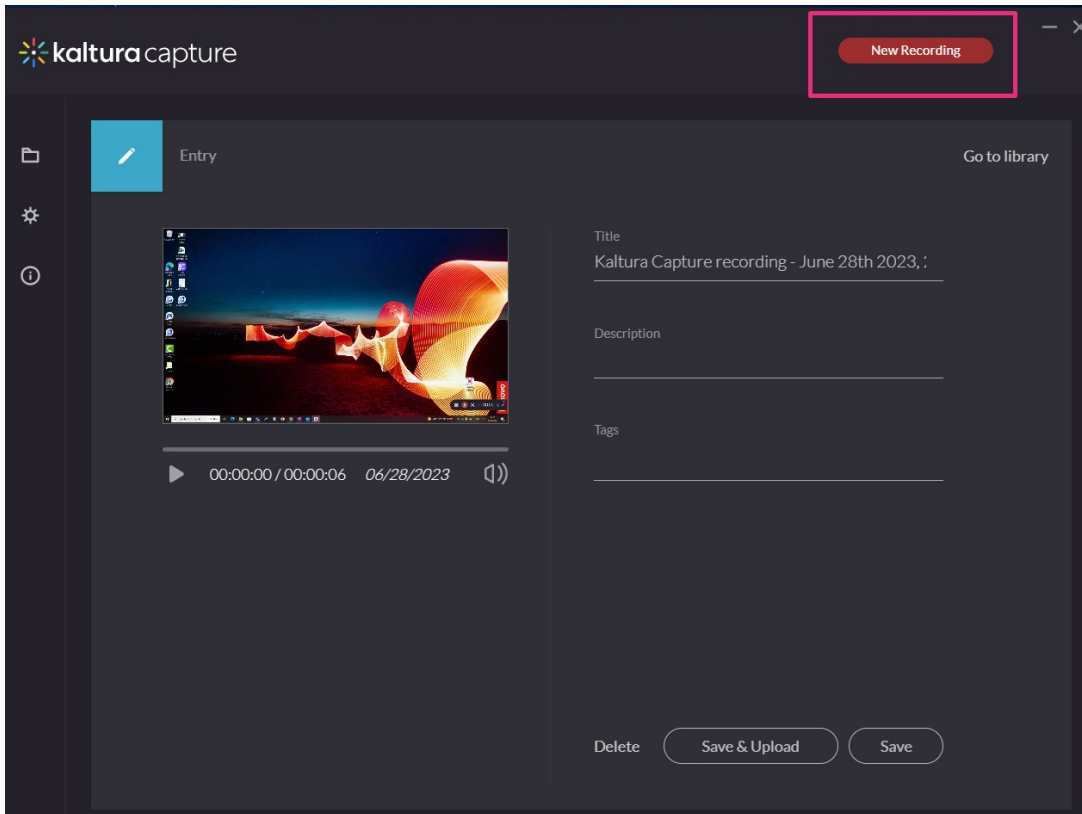 kaltura capture
New Recording
Entry
Go to library
Title
Kaltura Capture recording - June 28th 2023, :
Description
Tags
00:00:00 / 00:00:06 06/28/2023
Delete
Save & Upload
Save